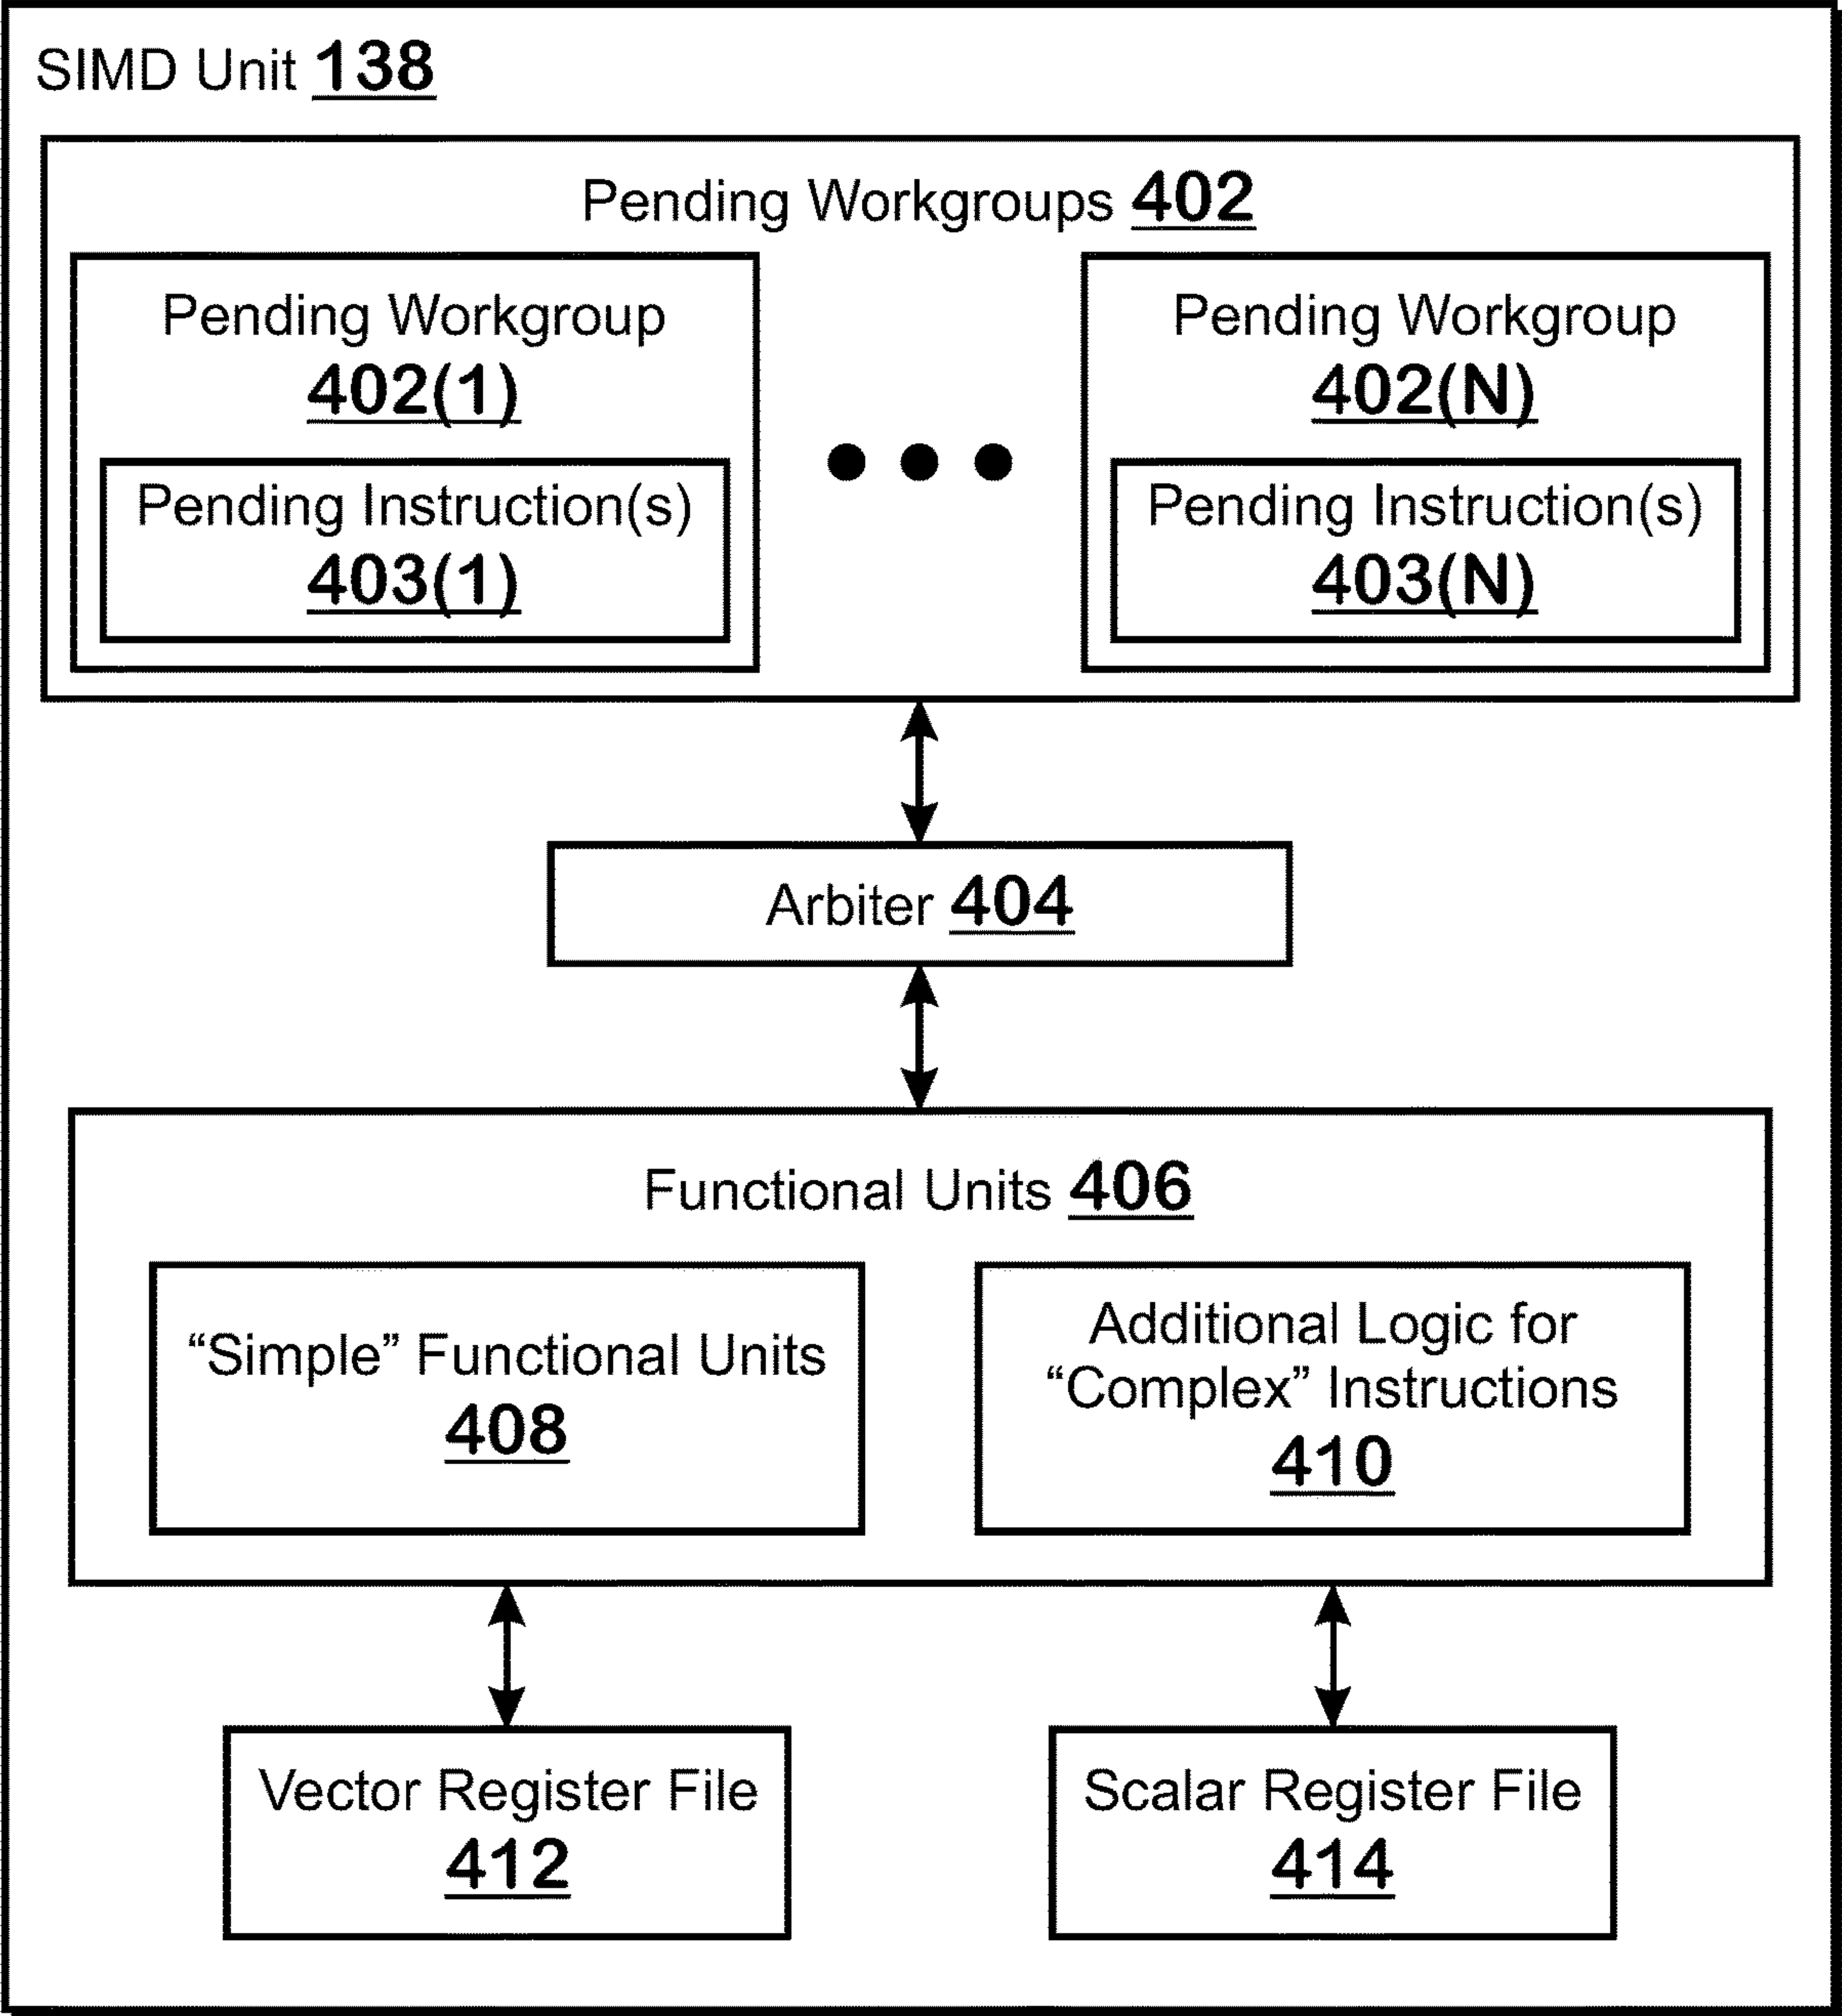 SIMD Unit 138
Pending Workgroups 402
Pending Workgroup
402(1)
Pending Instruction(s)
403(1)
Pending Workgroup
402(N)
Pending Instruction(s)
403(N)
Arbiter 404
Functional Units 406
“Simple” Functional Units
408
Additional Logic for
“Complex” Instructions
410
Vector Register File
412
Scalar Register File
414